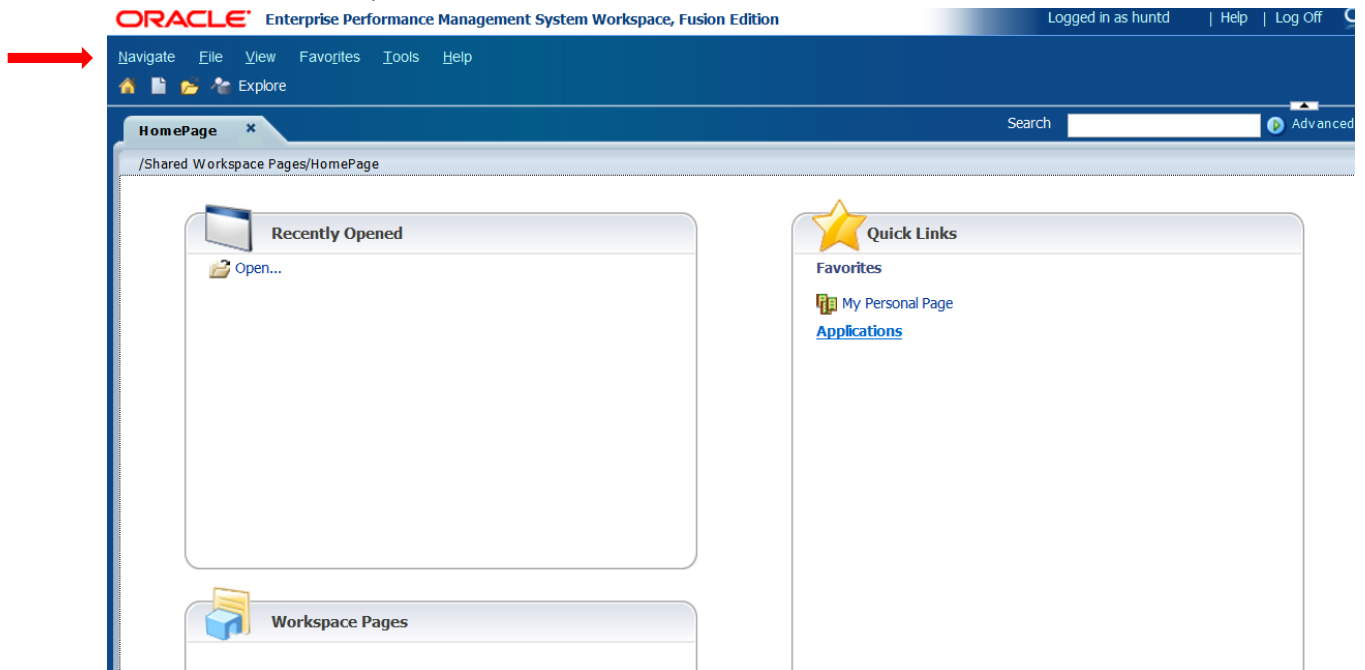 ORACLE Enterprise Performance Management System Workspace, Fusion Edition Logged in as huntd | Help | Log Off
Navigate File View Favorites Tools Help
Explore
HomePage × Search Advanced
/Shared Workspace Pages/HomePage
Recently Opened
Open...
Quick Links
Favorites
My Personal Page
Applications
Workspace Pages